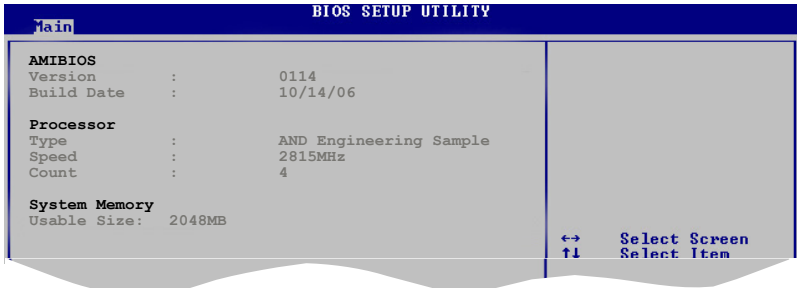 BIOS SETUP UTILITY
Main
AMIBIOS
Version : 0114
Build Date : 10/14/06
Processor
Type : AND Engineering Sample
Speed : 2815MHz
Count : 4
System Memory
Usable Size: 2048MB
←→ Select Screen
↑↓ Select Item